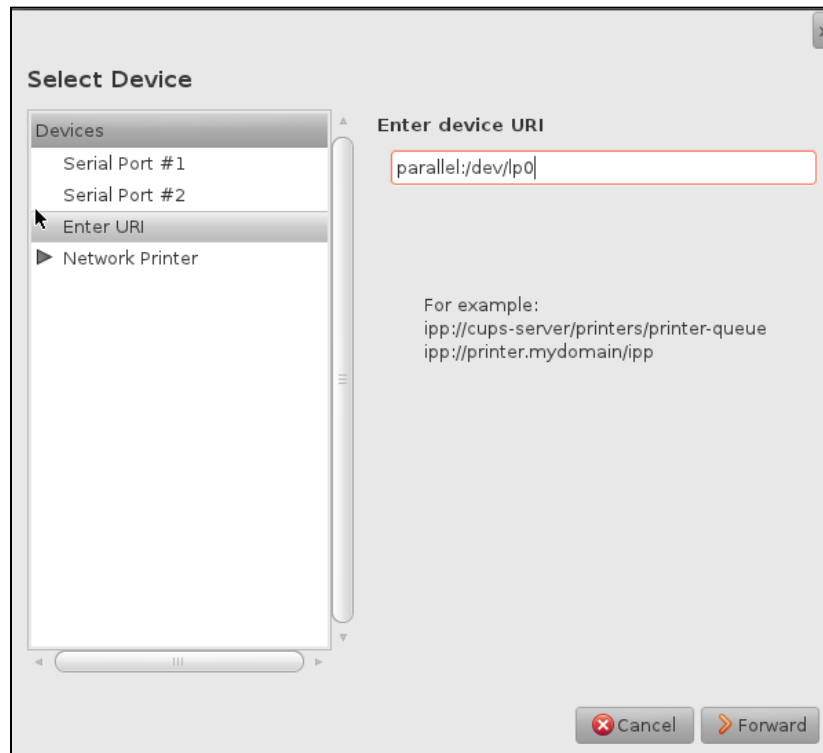 Select Device
Devices
Serial Port #1
Serial Port #2
Enter URI
Network Printer
Enter device URI
parallel:/dev/lp0
For example:
ipp://cups-server/printers/printer-queue
ipp://printer.mydomain/ipp
Cancel
Forward